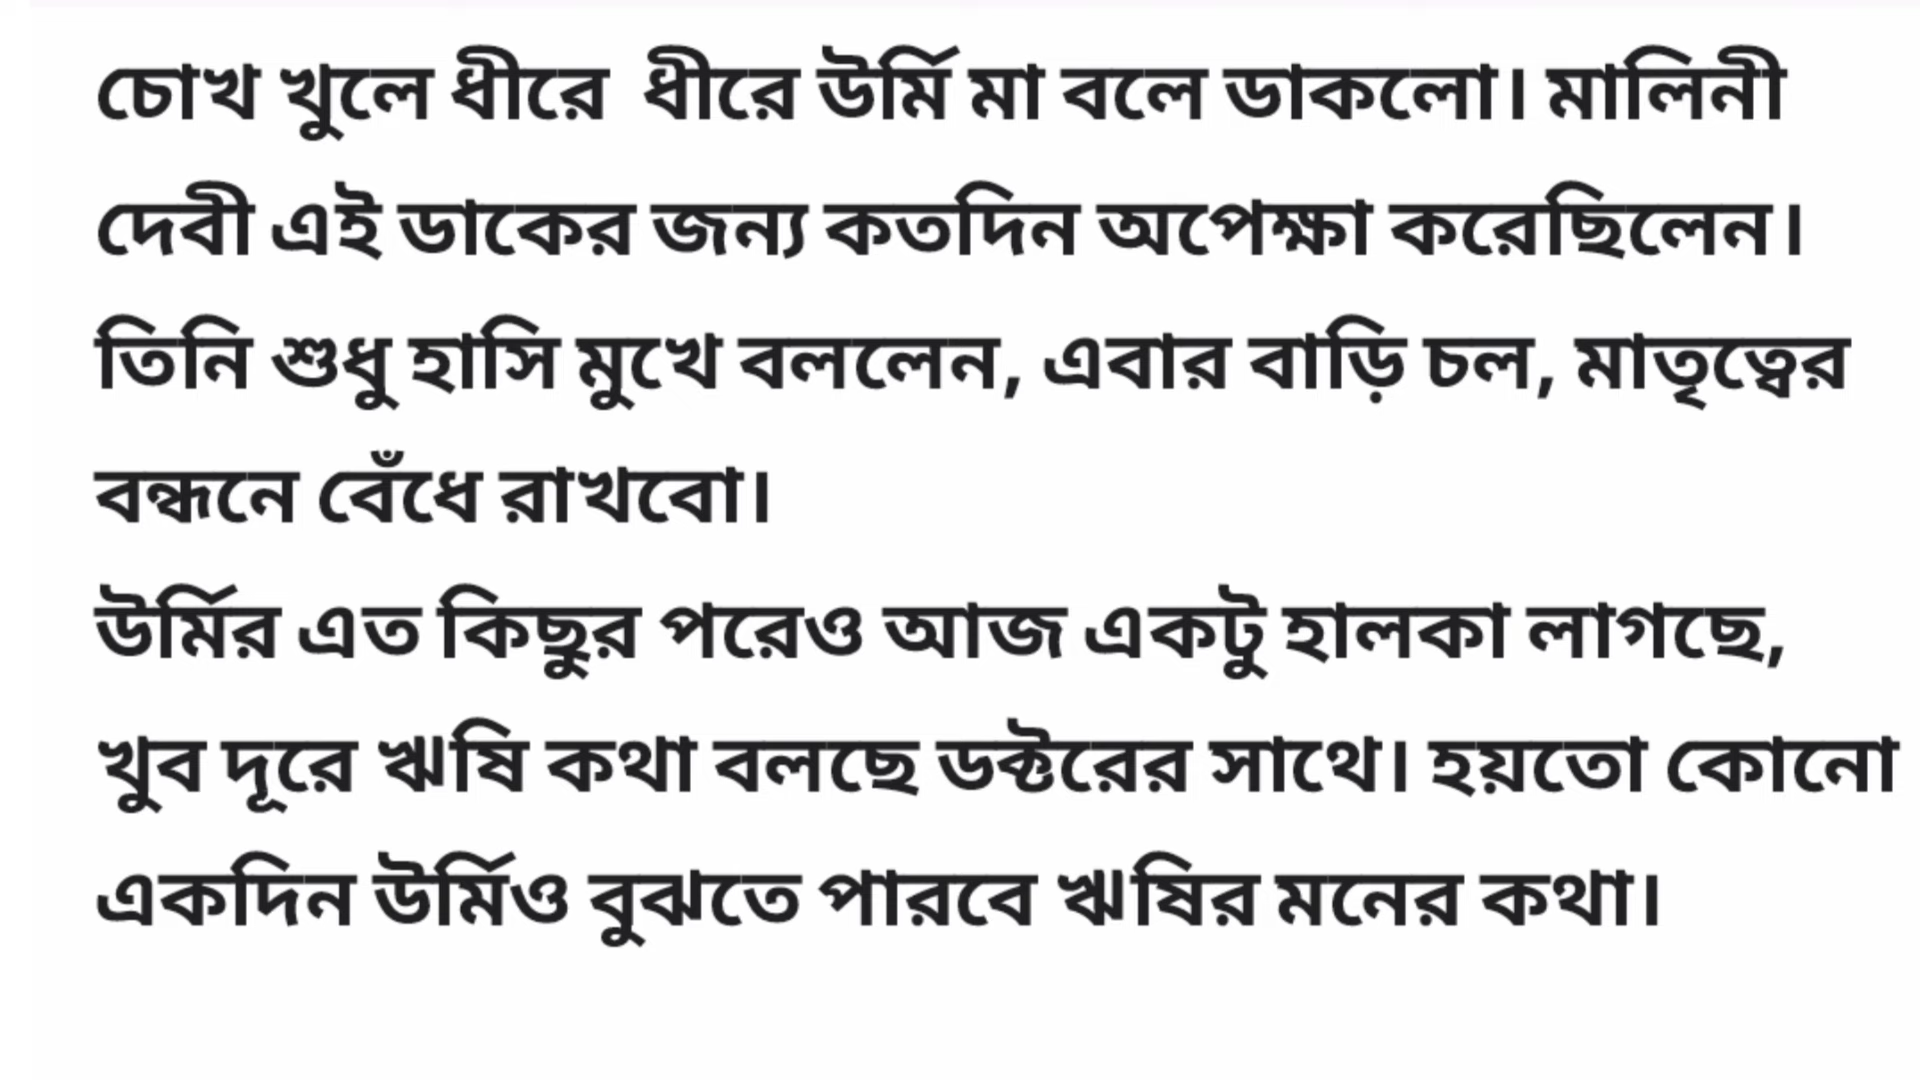 চোখ খুলে ধীরে  ধীরে উর্মি মা বলে ডাকলো। মালিনী
দেবী এই ডাকের জন্য কতদিন অপেক্ষা করেছিলেন।
তিনি শুধু হাসি মুখে বললেন, এবার বাড়ি চল, মাতৃত্বের
বন্ধনে বেঁধে রাখবো।
উর্মির এত কিছুর পরেও আজ একটু হালকা লাগছে,
খুব দূরে ঋষি কথা বলছে ডক্টরের সাথে। হয়তো কোনো
একদিন উর্মিও বুঝতে পারবে ঋষির মনের কথা।